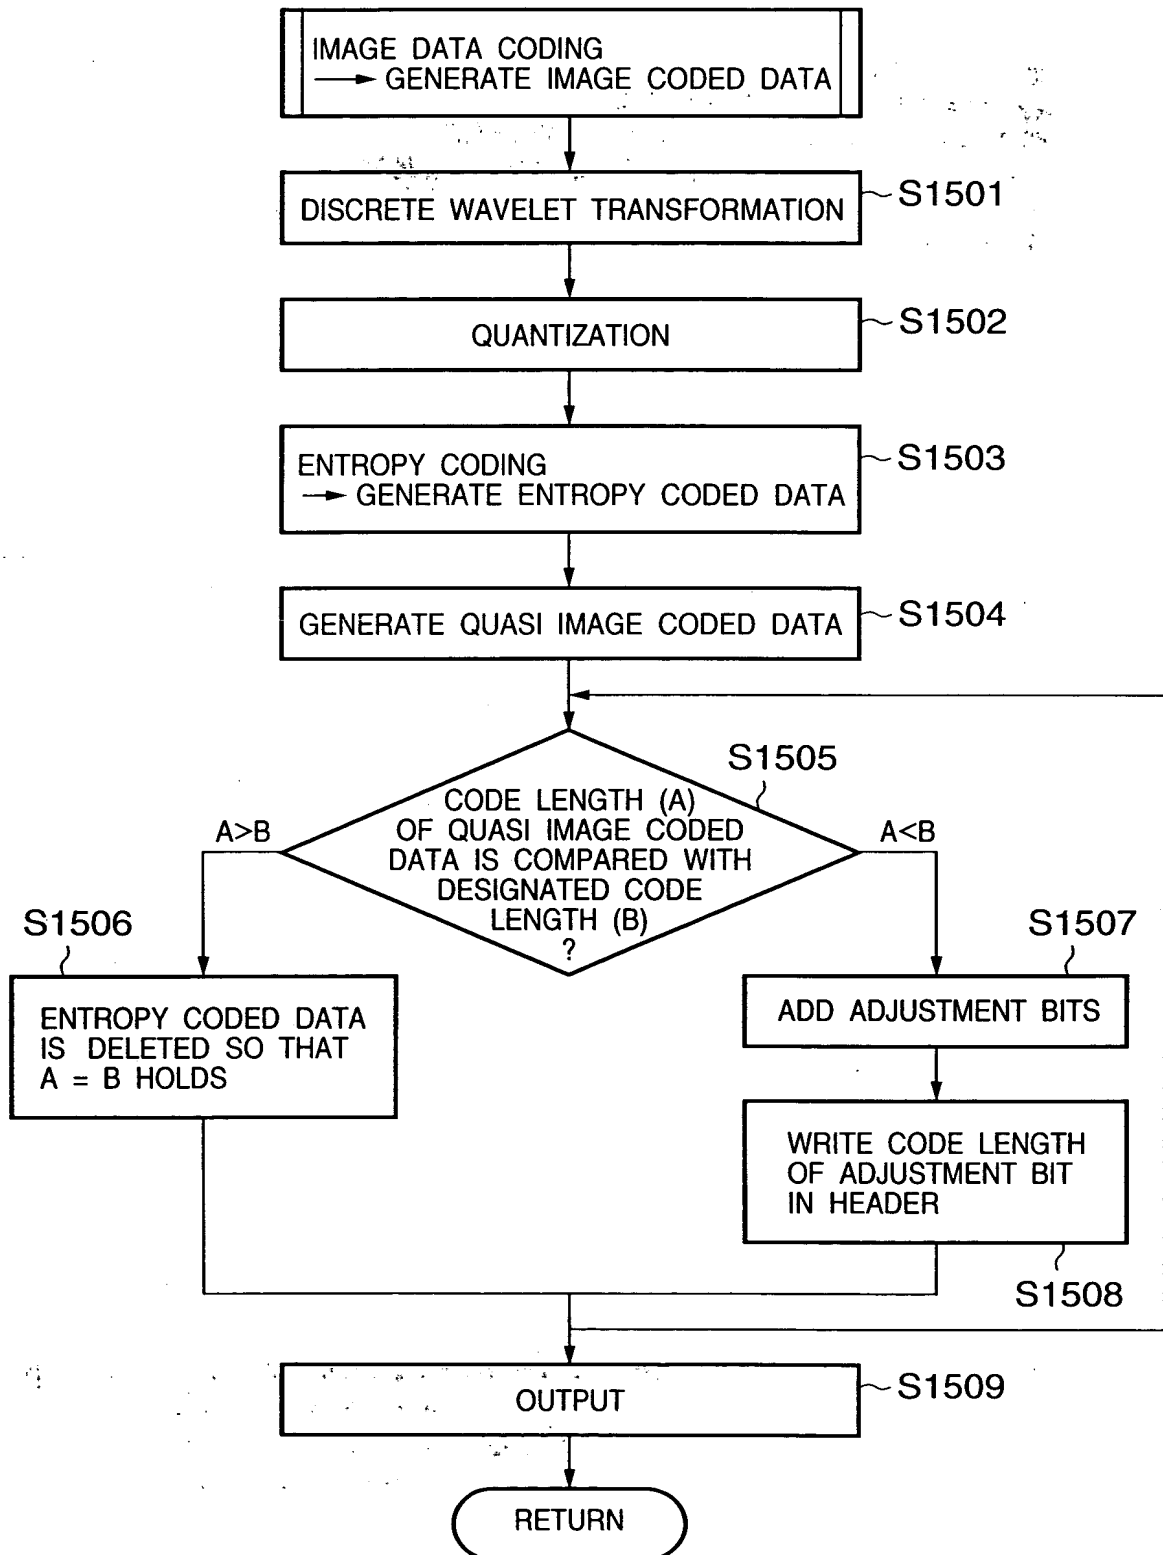 IMAGE DATA CODING
→ GENERATE IMAGE CODED DATA
DISCRETE WAVELET TRANSFORMATION
S1501
QUANTIZATION
S1502
ENTROPY CODING
→ GENERATE ENTROPY CODED DATA
S1503
GENERATE QUASI IMAGE CODED DATA
S1504
S1505
CODE LENGTH (A)
OF QUASI IMAGE CODED
DATA IS COMPARED WITH
DESIGNATED CODE
LENGTH (B)
?
A>B
A<B
S1506
ENTROPY CODED DATA
IS DELETED SO THAT
A = B HOLDS
S1507
ADD ADJUSTMENT BITS
WRITE CODE LENGTH
OF ADJUSTMENT BIT
IN HEADER
S1508
OUTPUT
S1509
RETURN